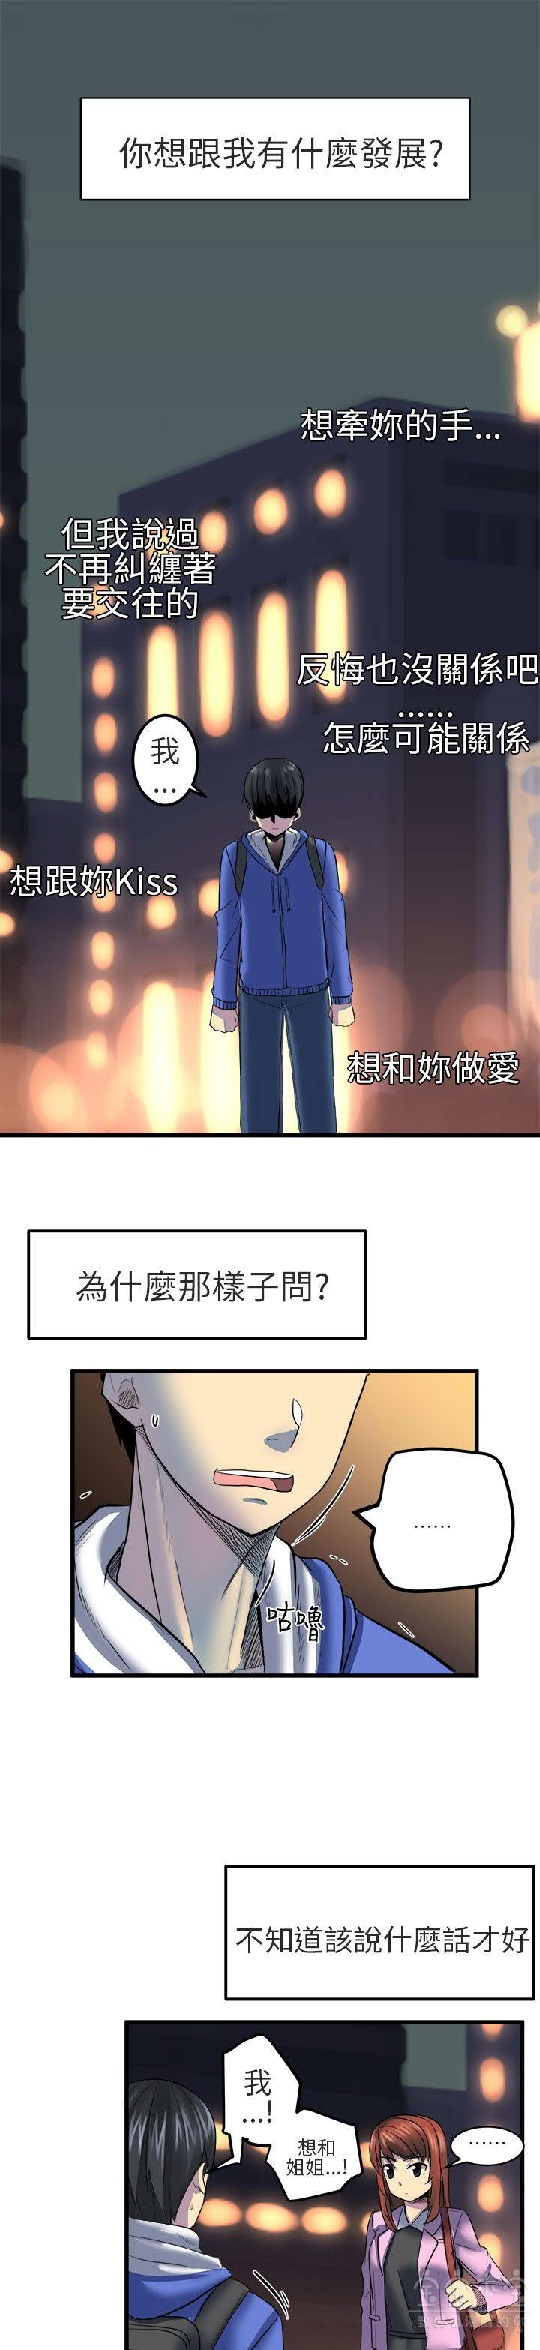 你想跟我有什麼發展?
想牽妳的手...
但我說過
不再糾纏著
要交往的
反悔也沒關係吧
......
怎麼可能關係
我
...
想跟妳Kiss
想和妳做愛
為什麼那樣子問?
......
咕嚕
不知道該說什麼話才好
我
...!
想和
姐姐...!
......